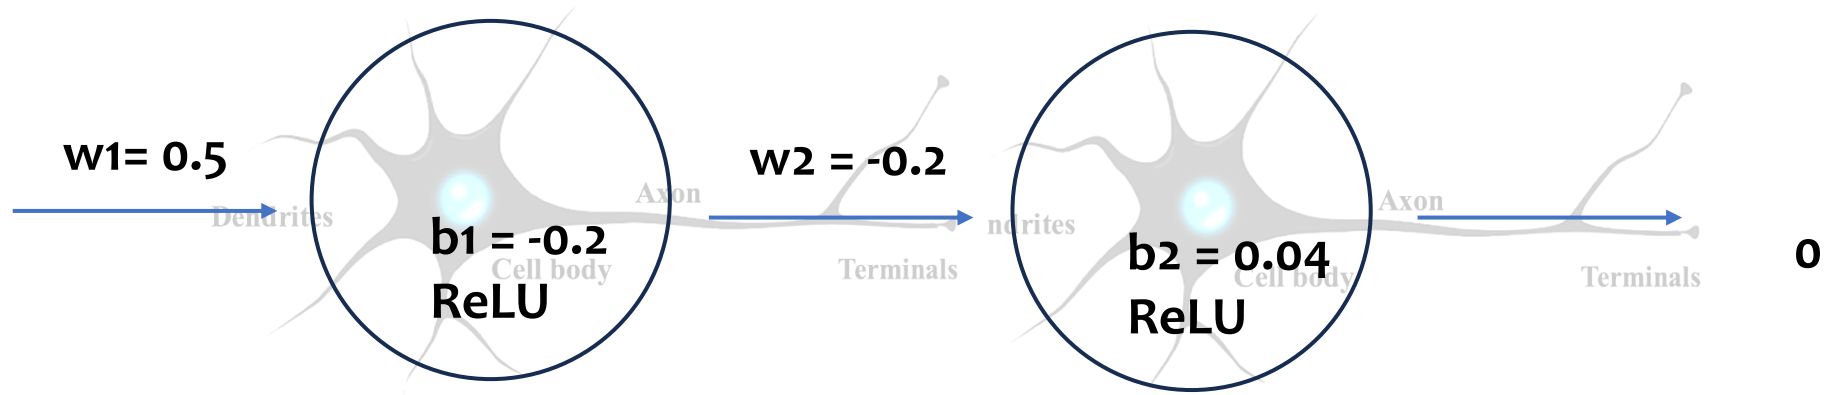 w1= 0.5
Dendrites
b1 = -0.2
ReLU
Cell body
Axon
Terminals
w2 = -0.2
ndrites
b2 = 0.04
ReLU
Cell body
Axon
Terminals
0